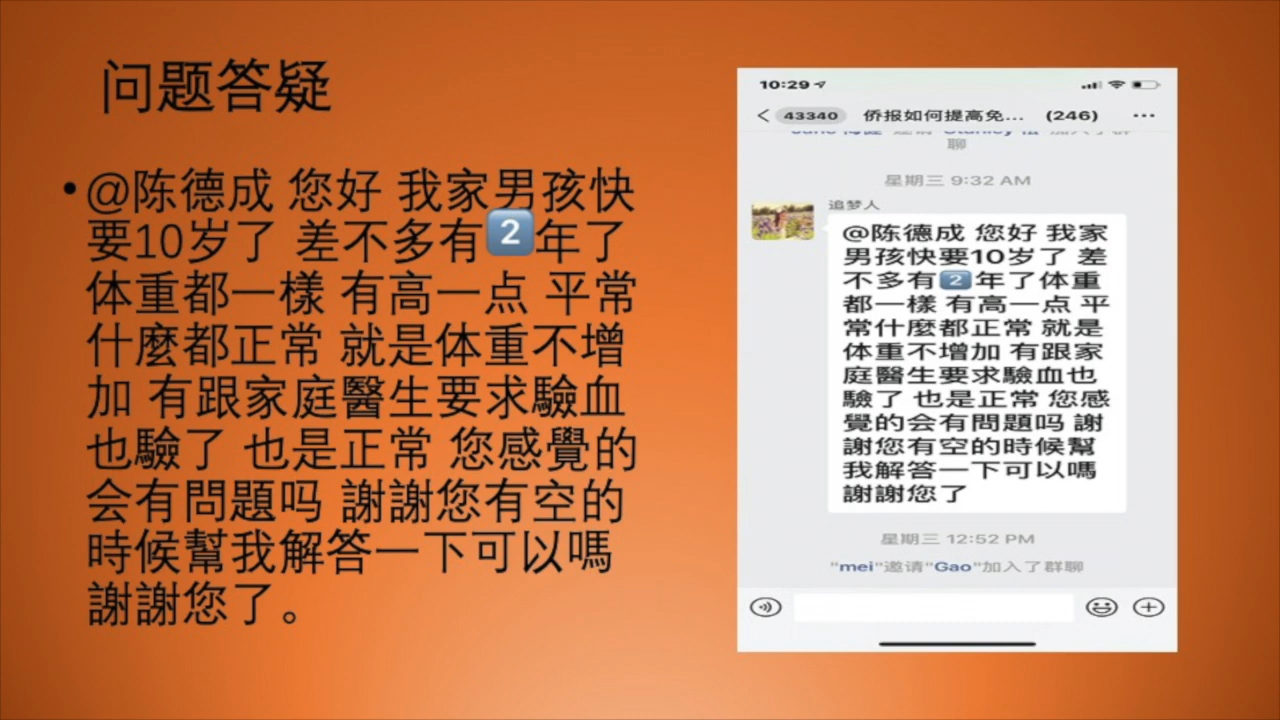 问题答疑
• @陈德成 您好 我家男孩快
要10岁了 差不多有2️⃣年了
体重都一樣 有高一点 平常
什麼都正常 就是体重不增
加 有跟家庭醫生要求驗血
也驗了 也是正常 您感覺的
会有問題吗 謝謝您有空的
時候幫我解答一下可以嗎
謝謝您了。
10:29
43340 侨报如何提高免... (246)
聊
星期三 9:32 AM
追梦人
@陈德成 您好 我家
男孩快要10岁了 差
不多有2️⃣年了体重
都一樣 有高一点 平
常什麼都正常 就是
体重不增加 有跟家
庭醫生要求驗血也
驗了 也是正常 您感
覺的会有問題吗 謝
謝您有空的時候幫
我解答一下可以嗎
謝謝您了
星期三 12:52 PM
"mei"邀请"Gao"加入了群聊